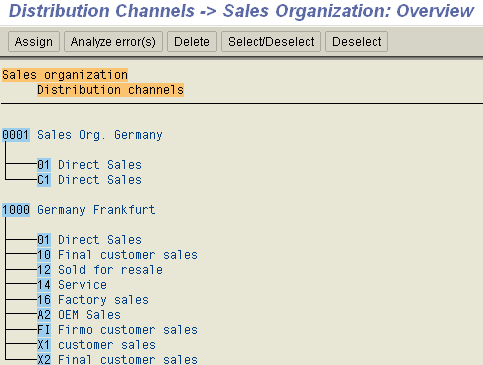 Distribution Channels -> Sales Organization: Overview
Assign Analyze error(s) Delete Select/Deselect Deselect
Sales organization
Distribution channels
0001 Sales Org. Germany
01 Direct Sales
C1 Direct Sales
1000 Germany Frankfurt
01 Direct Sales
10 Final customer sales
12 Sold for resale
14 Service
16 Factory sales
A2 OEM Sales
FI Firmo customer sales
X1 customer sales
X2 Final customer sales